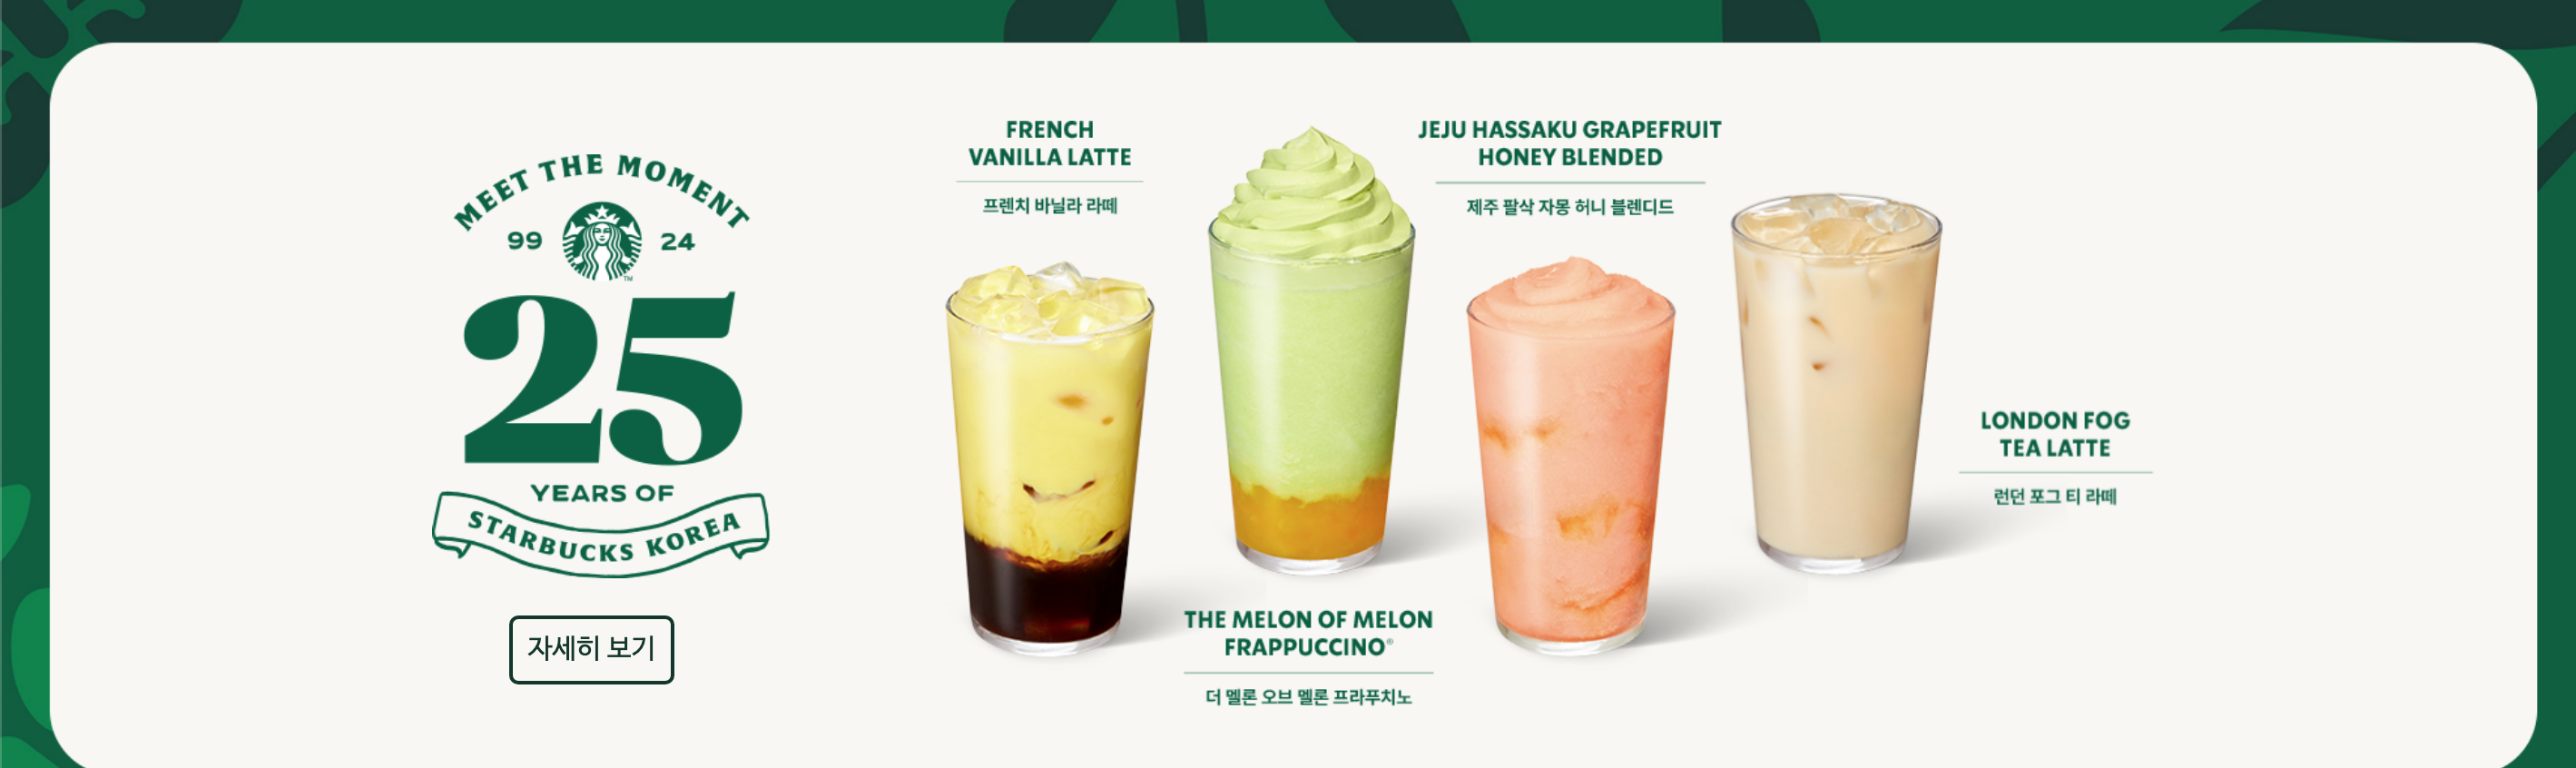 MEET THE MOMENT
99 24
TM
25
YEARS OF
STARBUCKS KOREA
자세히 보기
FRENCH
VANILLA LATTE
프렌치 바닐라 라떼
THE MELON OF MELON
FRAPPUCCINO®
더 멜론 오브 멜론 프라푸치노
JEJU HASSAKU GRAPEFRUIT
HONEY BLENDED
제주 팔삭 자몽 허니 블렌디드
LONDON FOG
TEA LATTE
런던 포그 티 라떼